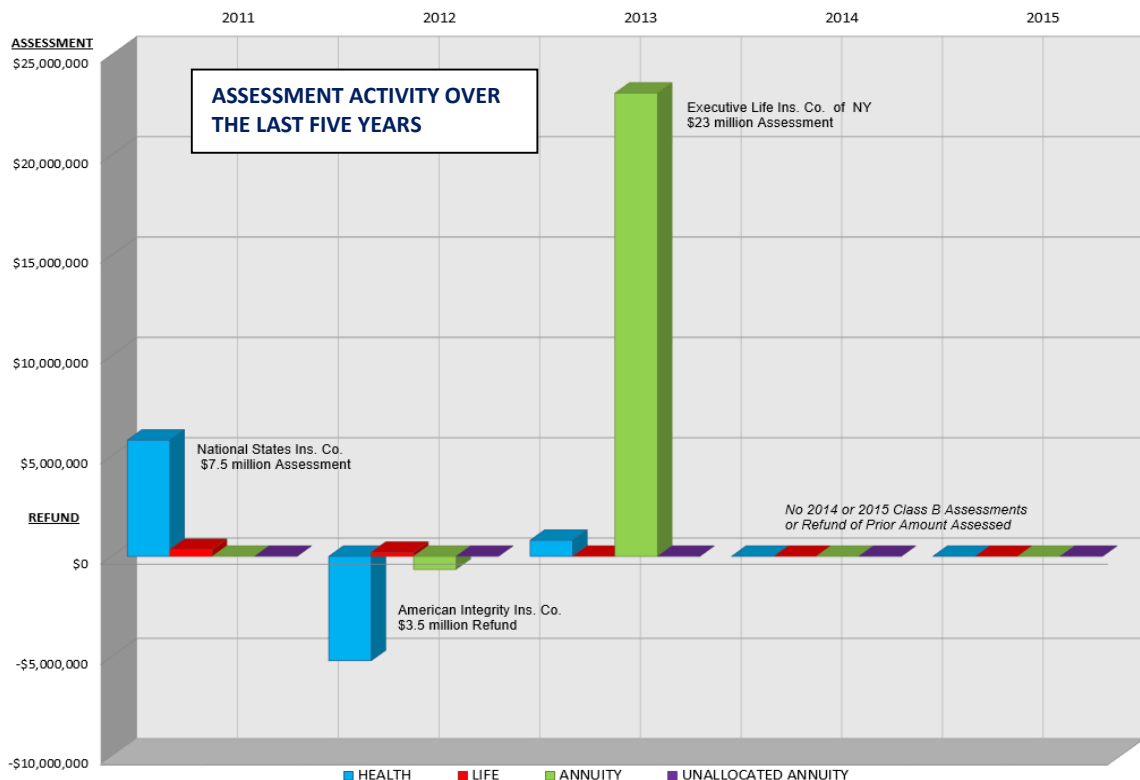 2011 2012 2013 2014 2015
ASSESSMENT
$25,000,000
ASSESSMENT ACTIVITY OVER
THE LAST FIVE YEARS
Executive Life Ins. Co. of NY
$23 million Assessment
$20,000,000
$15,000,000
$10,000,000
National States Ins. Co.
$7.5 million Assessment
$5,000,000
REFUND
No 2014 or 2015 Class B Assessments
or Refund of Prior Amount Assessed
$0
American Integrity Ins. Co.
$3.5 million Refund
-$5,000,000
-$10,000,000
HEALTH LIFE ANNUITY UNALLOCATED ANNUITY